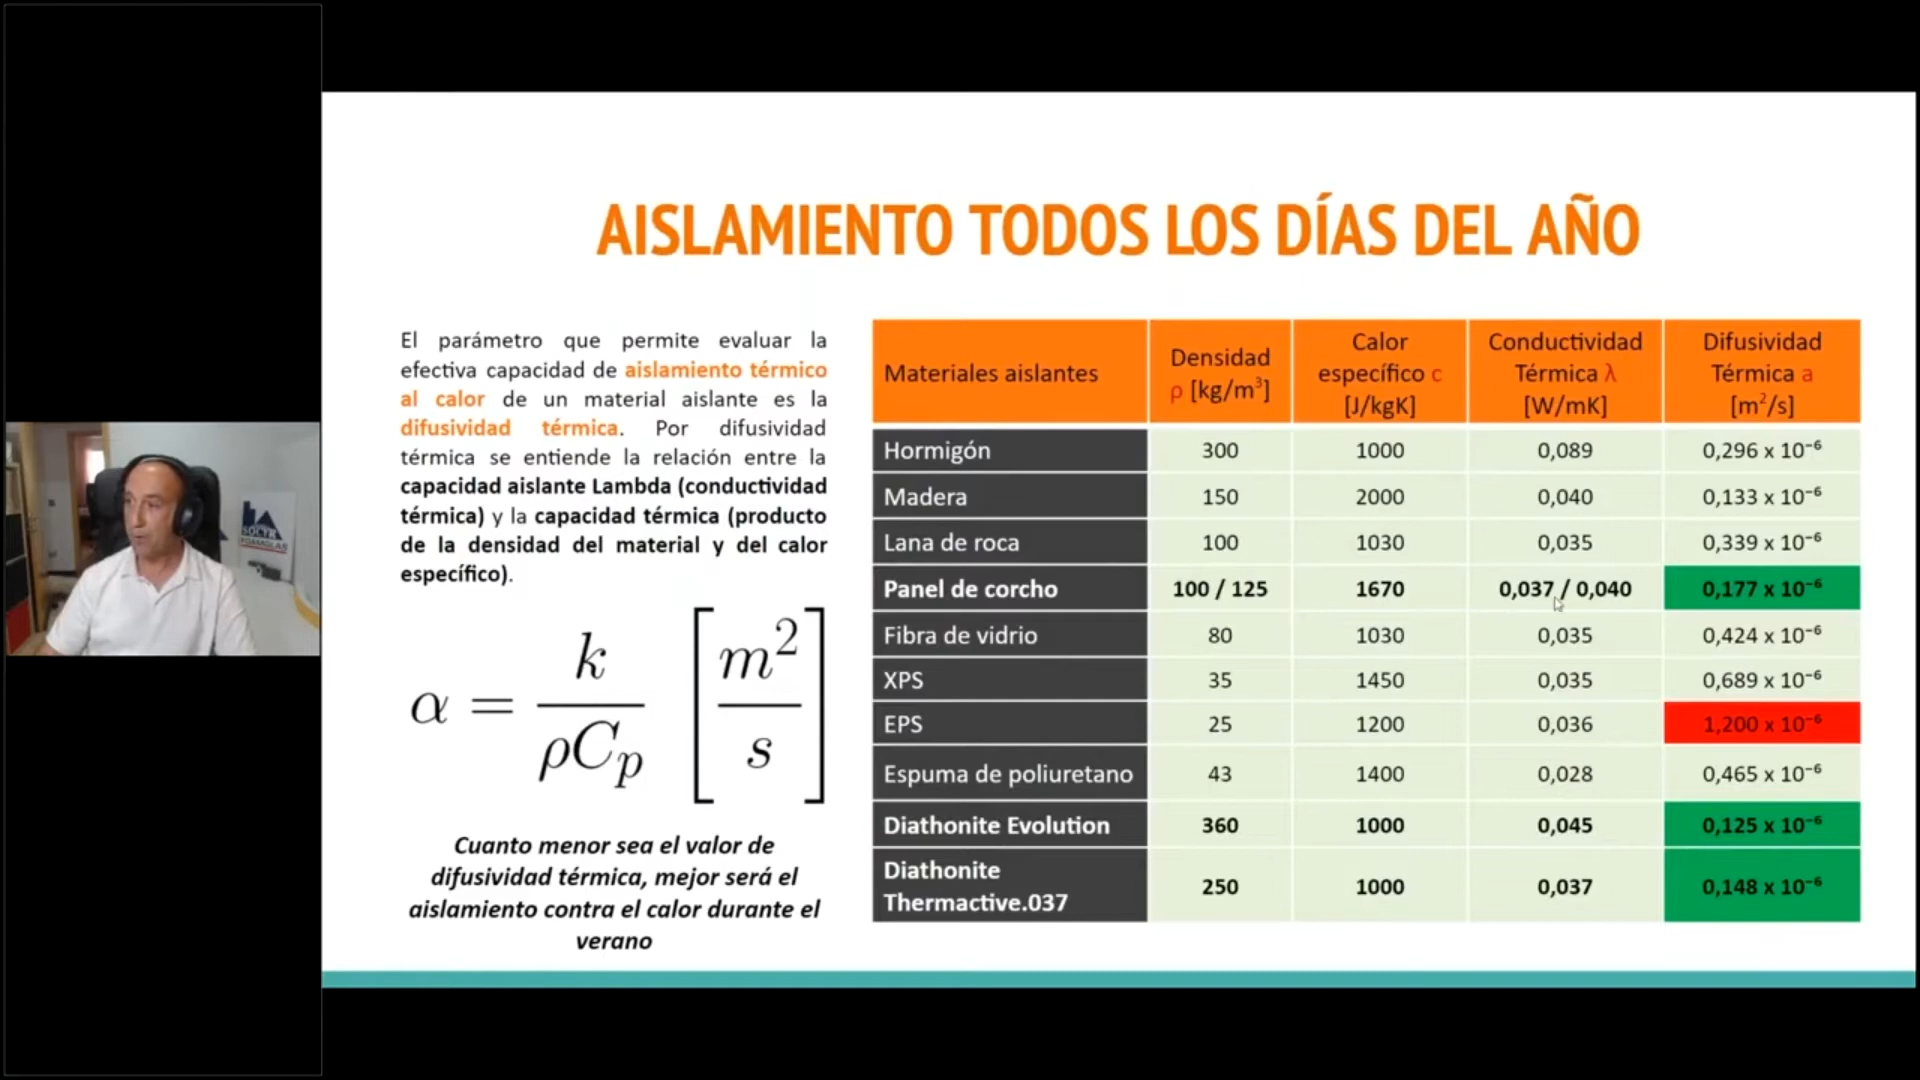 AISLAMIENTO TODOS LOS DÍAS DEL AÑO
El parámetro que permite evaluar la
efectiva capacidad de aislamiento térmico
al calor de un material aislante es la
difusividad térmica. Por difusividad
térmica se entiende la relación entre la
capacidad aislante Lambda (conductividad
térmica) y la capacidad térmica (producto
de la densidad del material y del calor
específico).
α = k / ρCp [m² / s]
Cuanto menor sea el valor de
difusividad térmica, mejor será el
aislamiento contra el calor durante el
verano
Materiales aislantes | Densidad ρ [kg/m³] | Calor específico c [J/kgK] | Conductividad Térmica λ [W/mK] | Difusividad Térmica a [m²/s]
Hormigón | 300 | 1000 | 0,089 | 0,296 x 10⁻⁶
Madera | 150 | 2000 | 0,040 | 0,133 x 10⁻⁶
Lana de roca | 100 | 1030 | 0,035 | 0,339 x 10⁻⁶
Panel de corcho | 100 / 125 | 1670 | 0,037 / 0,040 | 0,177 x 10⁻⁶
Fibra de vidrio | 80 | 1030 | 0,035 | 0,424 x 10⁻⁶
XPS | 35 | 1450 | 0,035 | 0,689 x 10⁻⁶
EPS | 25 | 1200 | 0,036 | 1,200 x 10⁻⁶
Espuma de poliuretano | 43 | 1400 | 0,028 | 0,465 x 10⁻⁶
Diathonite Evolution | 360 | 1000 | 0,045 | 0,125 x 10⁻⁶
Diathonite Thermactive.037 | 250 | 1000 | 0,037 | 0,148 x 10⁻⁶